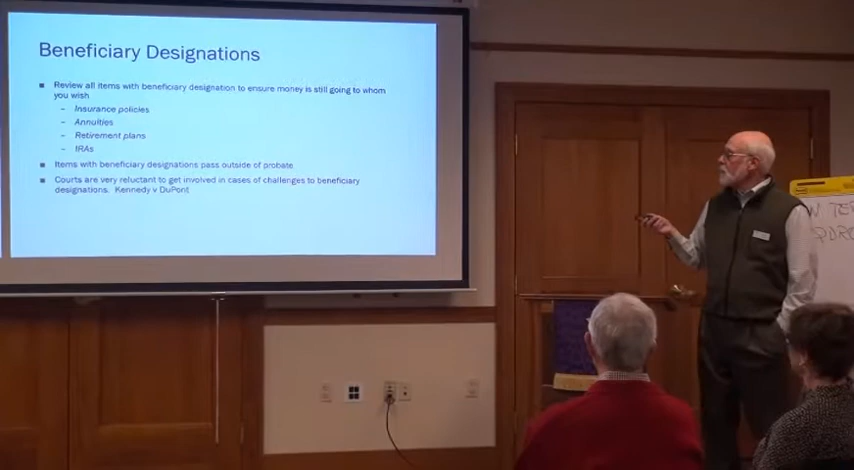 Beneficiary Designations
▪ Review all items with beneficiary designation to ensure money is still going to whom
you wish
– Insurance policies
– Annuities
– Retirement plans
– IRAs
▪ Items with beneficiary designations pass outside of probate
▪ Courts are very reluctant to get involved in cases of challenges to beneficiary
designations. Kennedy v DuPont